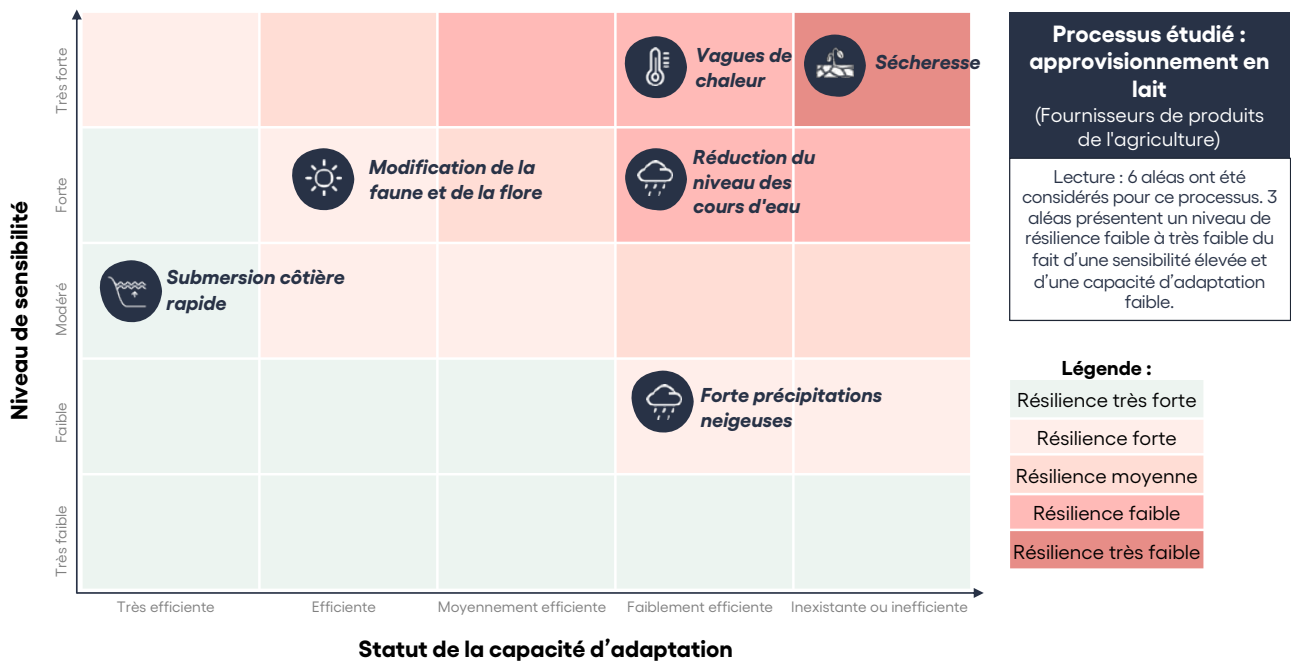 Niveau de sensibilité
Très forte
Forte
Modéré
Faible
Très faible
Vagues de
chaleur
Sécheresse
Modification de la
faune et de la flore
Réduction du
niveau des
cours d'eau
Submersion côtière
rapide
Forte précipitations
neigeuses
Très efficiente
Efficiente
Moyennement efficiente
Faiblement efficiente
Inexistante ou inefficiente
Statut de la capacité d’adaptation
Processus étudié :
approvisionnement en
lait
(Fournisseurs de produits
de l'agriculture)
Lecture : 6 aléas ont été
considérés pour ce processus. 3
aléas présentent un niveau de
résilience faible à très faible du
fait d’une sensibilité élevée et
d’une capacité d’adaptation
faible.
Légende :
Résilience très forte
Résilience forte
Résilience moyenne
Résilience faible
Résilience très faible